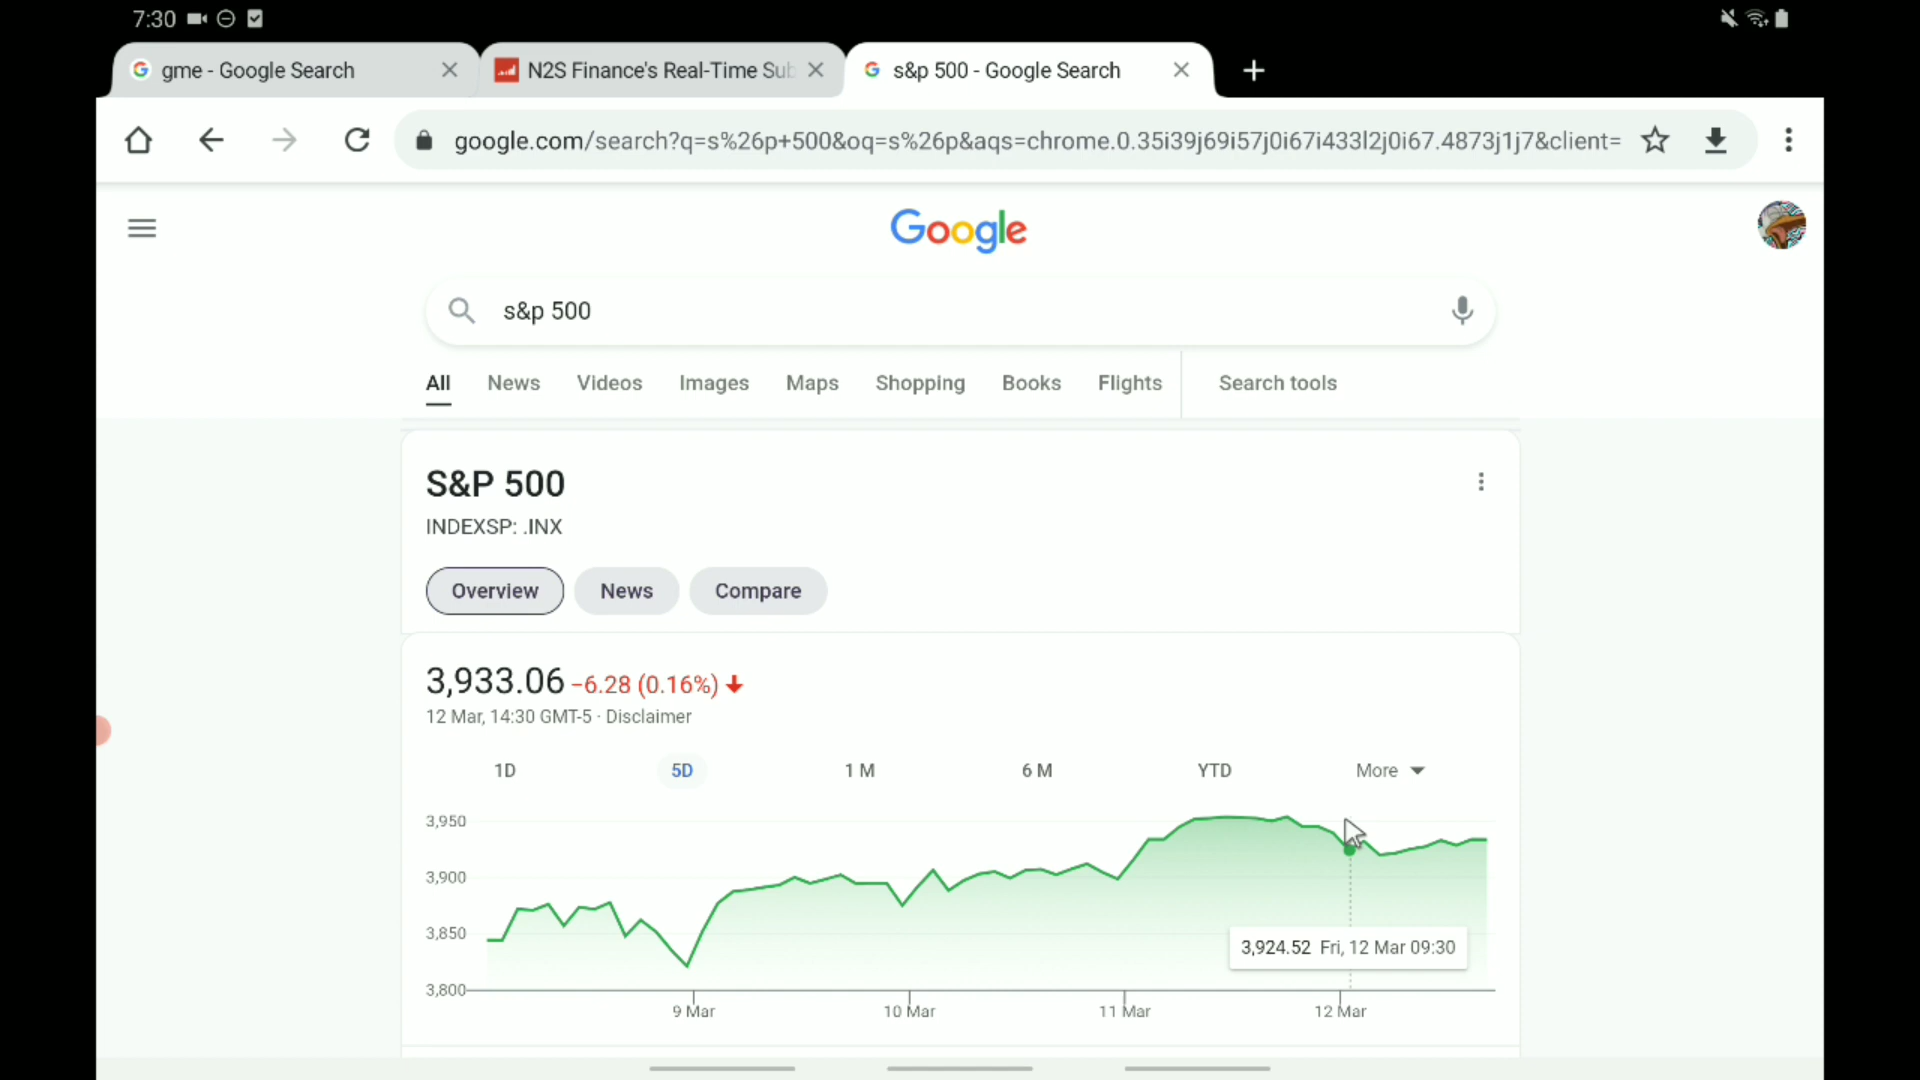 7:30
gme - Google Search
N2S Finance's Real-Time Sub
s&p 500 - Google Search
google.com/search?q=s%26p+500&oq=s%26p&aqs=chrome.0.35i39j69i57j0i67i433l2j0i67.4873j1j7&client=
Google
s&p 500
All News Videos Images Maps Shopping Books Flights Search tools
S&P 500
INDEXSP: .INX
Overview News Compare
3,933.06 −6.28 (0.16%)
12 Mar, 14:30 GMT-5 · Disclaimer
1D 5D 1 M 6 M YTD More
3,950
3,900
3,850
3,924.52 Fri, 12 Mar 09:30
3,800
9 Mar 10 Mar 11 Mar 12 Mar